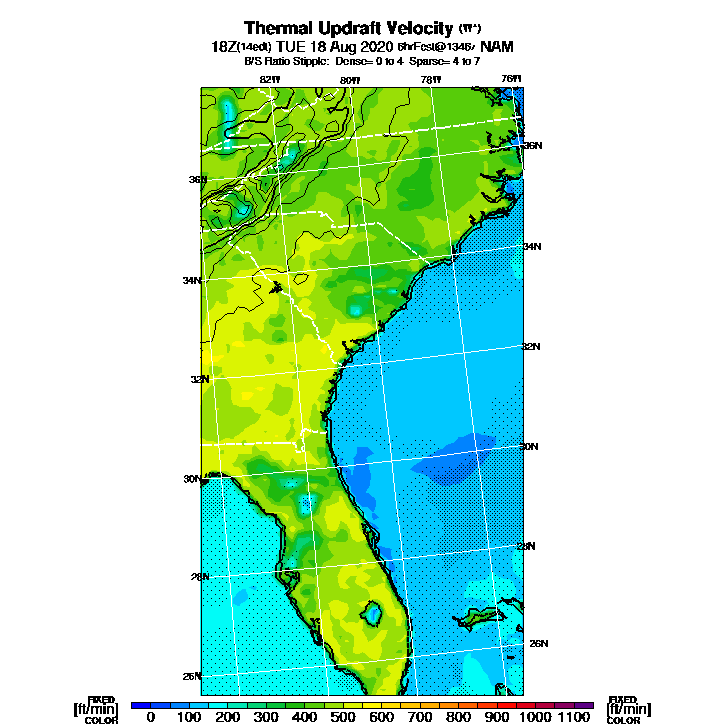 Thermal Updraft Velocity (W*)
18Z(14edt) TUE 18 Aug 2020 6hrFcst@1346z NAM
B/S Ratio Stipple: Dense= 0 to 4 Sparse= 4 to 7
82W 80W 78W 76W
36N
36N
34N
34N
32N
32N
30N
30N
28N
28N
26N
26N
FIXED FIXED
[ft/min] 0 100 200 300 400 500 600 700 800 900 1000 1100 [ft/min]
COLOR COLOR